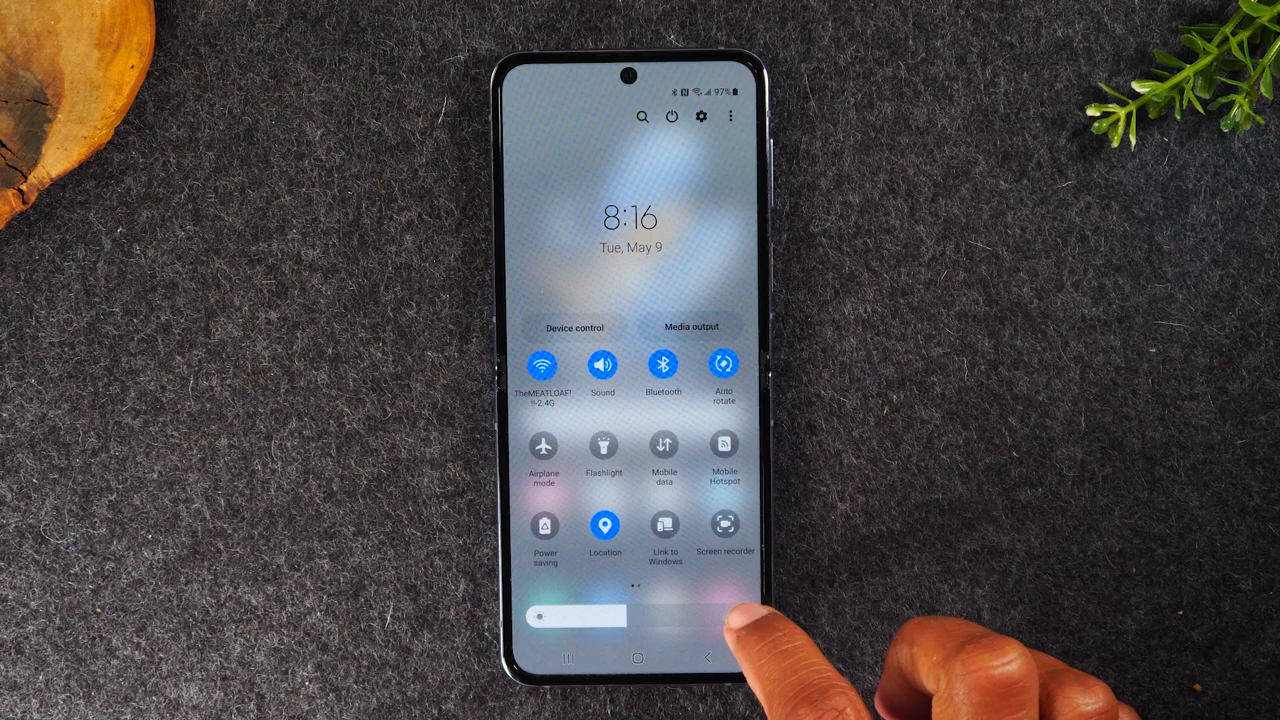 97%
8:16
Tue, May 9
Device control
Media output
TheMEATLOAF!
!!-2.4G
Sound
Bluetooth
Auto
rotate
Airplane
mode
Flashlight
Mobile
data
Mobile
Hotspot
Power
saving
Location
Link to
Windows
Screen recorder